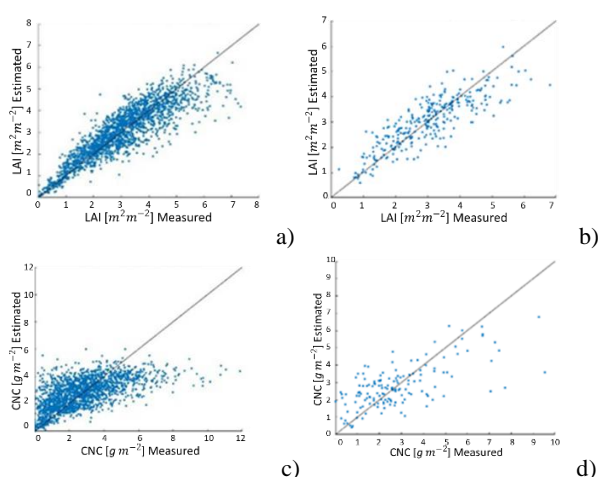 8
7
6
5
4
3
2
1
0
LAI [m²m⁻²] Estimated
0 1 2 3 4 5 6 7 8
LAI [m²m⁻²] Measured
a)
7
6
5
4
3
2
1
0
LAI [m²m⁻²] Estimated
0 1 2 3 4 5 6 7
LAI [m²m⁻²] Measured
b)
12
10
8
6
4
2
0
CNC [g m⁻²] Estimated
0 2 4 6 8 10 12
CNC [g m⁻²] Measured
c)
10
9
8
7
6
5
4
3
2
1
0
CNC [g m⁻²] Estimated
0 1 2 3 4 5 6 7 8 9 10
CNC [g m⁻²] Measured
d)